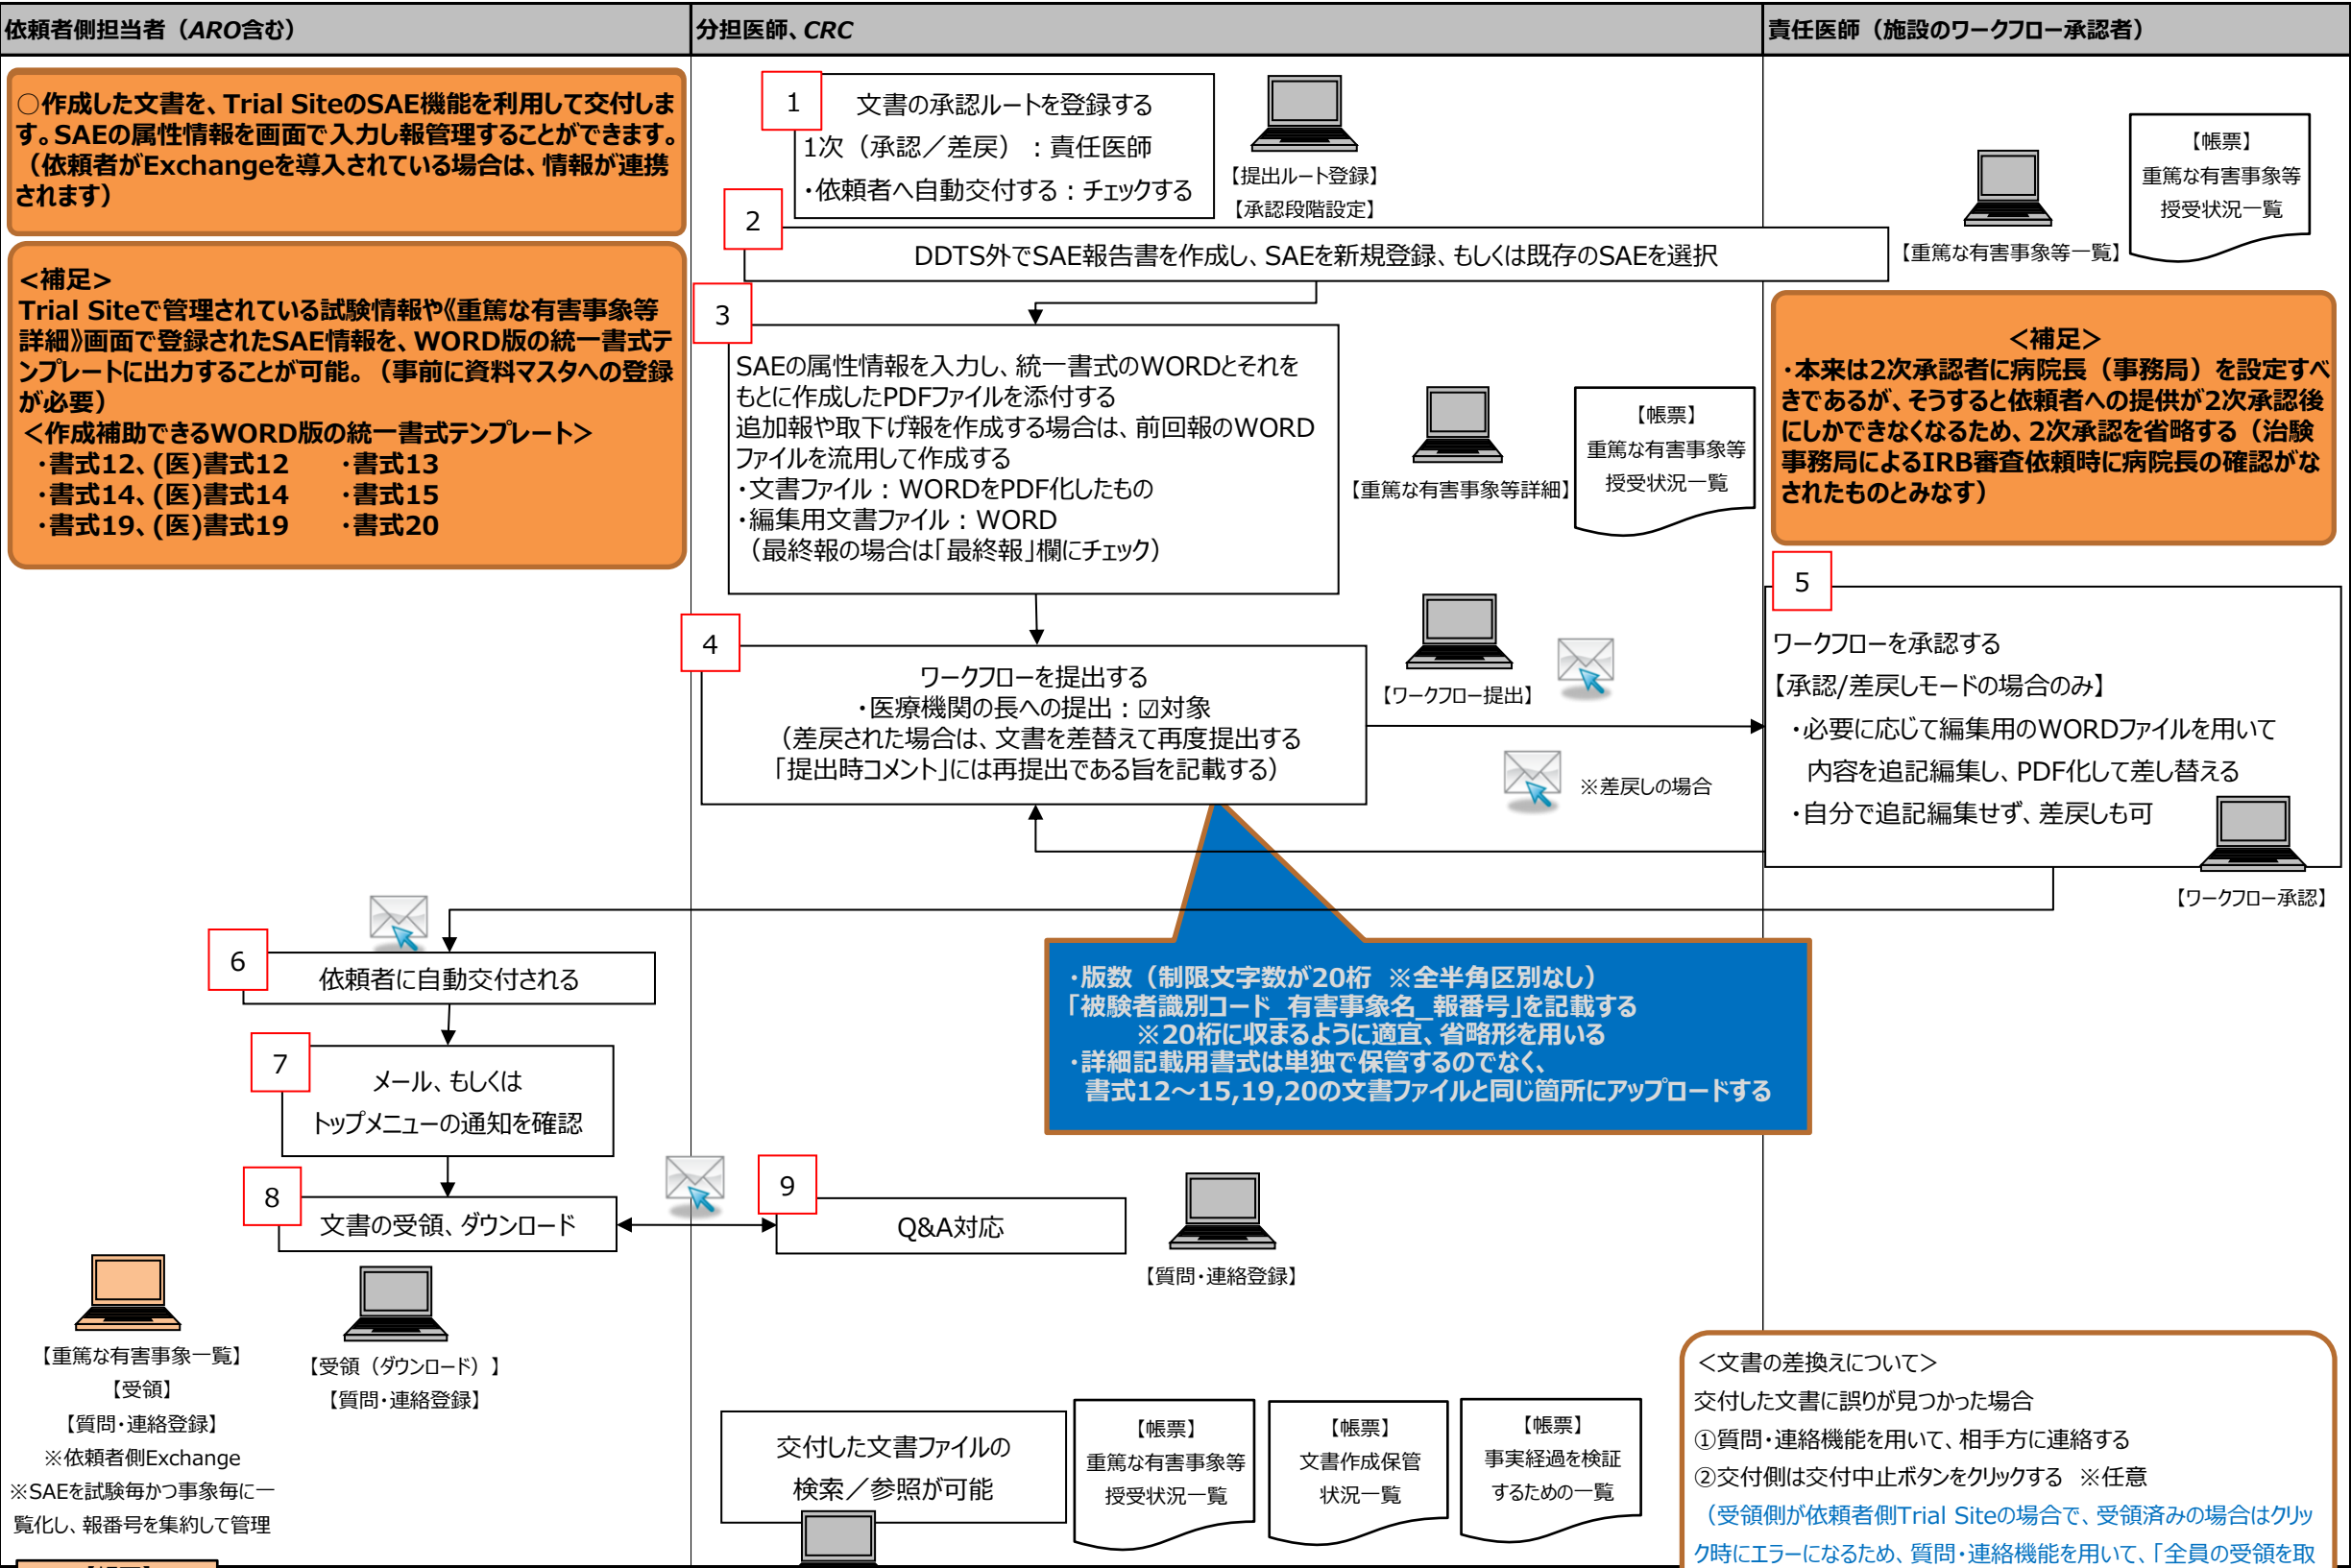 依頼者側担当者（ARO含む）
分担医師、CRC
責任医師（施設のワークフロー承認者）
○作成した文書を、Trial SiteのSAE機能を利用して交付しま
す。SAEの属性情報を画面で入力し報管理することができます。
（依頼者がExchangeを導入されている場合は、情報が連携
されます）
<補足>
Trial Siteで管理されている試験情報や《重篤な有害事象等
詳細》画面で登録されたSAE情報を、WORD版の統一書式テ
ンプレートに出力することが可能。（事前に資料マスタへの登録
が必要）
＜作成補助できるWORD版の統一書式テンプレート＞
・書式12、(医)書式12　・書式13
・書式14、(医)書式14　・書式15
・書式19、(医)書式19　・書式20
1
文書の承認ルートを登録する
1次（承認／差戻）：責任医師
・依頼者へ自動交付する：チェックする
【提出ルート登録】
【承認段階設定】
2
DDTS外でSAE報告書を作成し、SAEを新規登録、もしくは既存のSAEを選択
【重篤な有害事象等一覧】
【帳票】
重篤な有害事象等
授受状況一覧
3
SAEの属性情報を入力し、統一書式のWORDとそれを
もとに作成したPDFファイルを添付する
追加報や取下げ報を作成する場合は、前回報のWORD
ファイルを流用して作成する
・文書ファイル：WORDをPDF化したもの
・編集用文書ファイル：WORD
（最終報の場合は「最終報」欄にチェック）
【重篤な有害事象等詳細】
【帳票】
重篤な有害事象等
授受状況一覧
＜補足＞
・本来は2次承認者に病院長（事務局）を設定すべ
きであるが、そうすると依頼者への提供が2次承認後
にしかできなくなるため、2次承認を省略する（治験
事務局によるIRB審査依頼時に病院長の確認がな
されたものとみなす）
4
ワークフローを提出する
・医療機関の長への提出：☑対象
（差戻された場合は、文書を差替えて再度提出する
「提出時コメント」には再提出である旨を記載する）
【ワークフロー提出】
※差戻しの場合
5
ワークフローを承認する
【承認/差戻しモードの場合のみ】
・必要に応じて編集用のWORDファイルを用いて
内容を追記編集し、PDF化して差し替える
・自分で追記編集せず、差戻しも可
【ワークフロー承認】
・版数（制限文字数が20桁　※全半角区別なし）
「被験者識別コード_有害事象名_報番号」を記載する
※20桁に収まるように適宜、省略形を用いる
・詳細記載用書式は単独で保管するのでなく、
書式12～15,19,20の文書ファイルと同じ箇所にアップロードする
6
依頼者に自動交付される
7
メール、もしくは
トップメニューの通知を確認
8
文書の受領、ダウンロード
9
Q&A対応
【質問・連絡登録】
【重篤な有害事象一覧】
【受領】
【質問・連絡登録】
※依頼者側Exchange
※SAEを試験毎かつ事象毎に一
覧化し、報番号を集約して管理
【受領（ダウンロード）】
【質問・連絡登録】
交付した文書ファイルの
検索／参照が可能
【帳票】
重篤な有害事象等
授受状況一覧
【帳票】
文書作成保管
状況一覧
【帳票】
事実経過を検証
するための一覧
＜文書の差換えについて＞
交付した文書に誤りが見つかった場合
①質問・連絡機能を用いて、相手方に連絡する
②交付側は交付中止ボタンをクリックする　※任意
（受領側が依頼者側Trial Siteの場合で、受領済みの場合はクリッ
ク時にエラーになるため、質問・連絡機能を用いて、「全員の受領を取